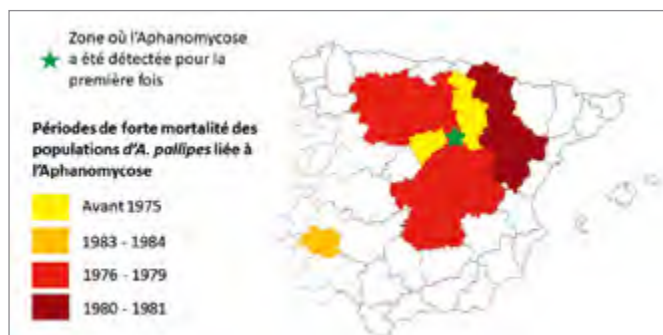 Zone où l'Aphanomycose
a été détectée pour la
première fois
Périodes de forte mortalité des
populations d'A. pallipes liée à
l'Aphanomycose
Avant 1975
1983 - 1984
1976 - 1979
1980 - 1981